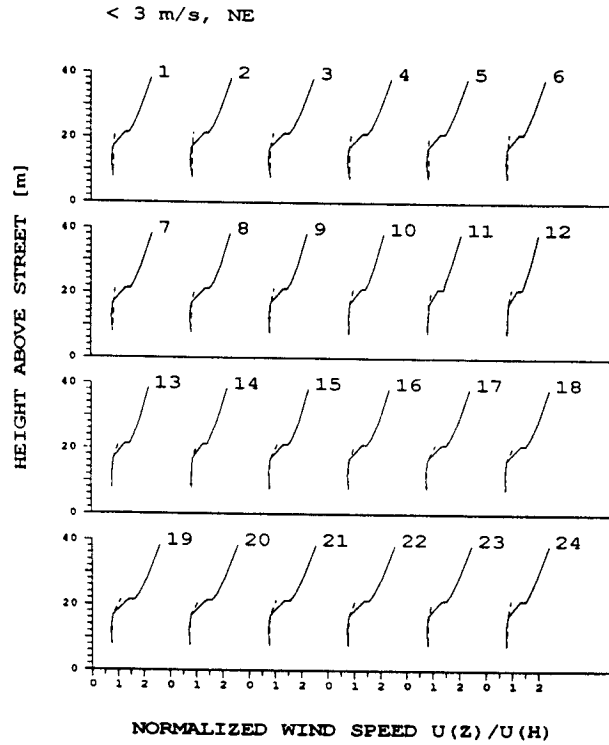 < 3 m/s, NE
HEIGHT ABOVE STREET [m]
40 1 2 3 4 5 6
20
0
40 7 8 9 10 11 12
20
0
40 13 14 15 16 17 18
20
0
40 19 20 21 22 23 24
20
0
0 1 2 0 1 2 0 1 2 0 1 2 0 1 2 0 1 2
NORMALIZED WIND SPEED U(Z)/U(H)